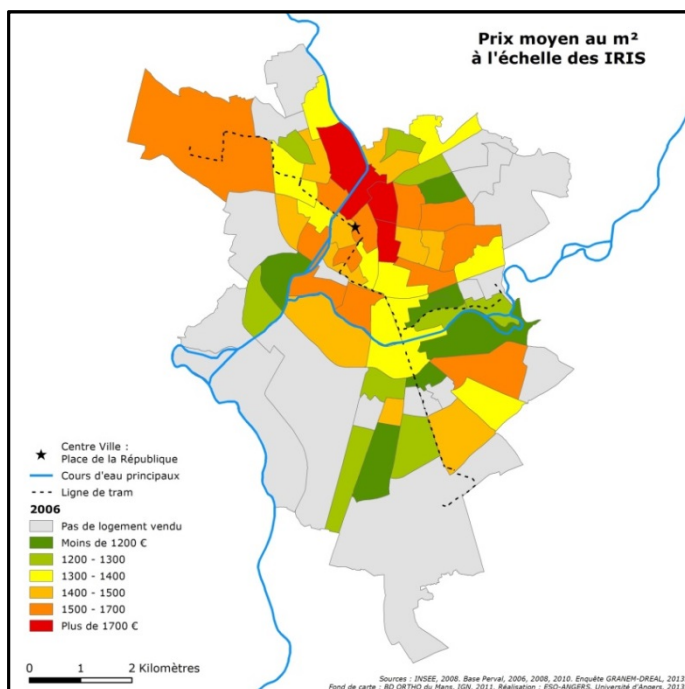 Prix moyen au m²
à l'échelle des IRIS
Centre Ville :
Place de la République
Cours d'eau principaux
Ligne de tram
2006
Pas de logement vendu
Moins de 1200 €
1200 - 1300
1300 - 1400
1400 - 1500
1500 - 1700
Plus de 1700 €
0 1 2 Kilomètres
Sources : INSEE, 2008. Base Perval, 2006, 2008, 2010. Enquête GRANEM-DREAL, 2013.
Fond de carte : BD ORTHO du Mans, IGN, 2011. Réalisation : ESO-ANGERS, Université d'Angers, 2013.